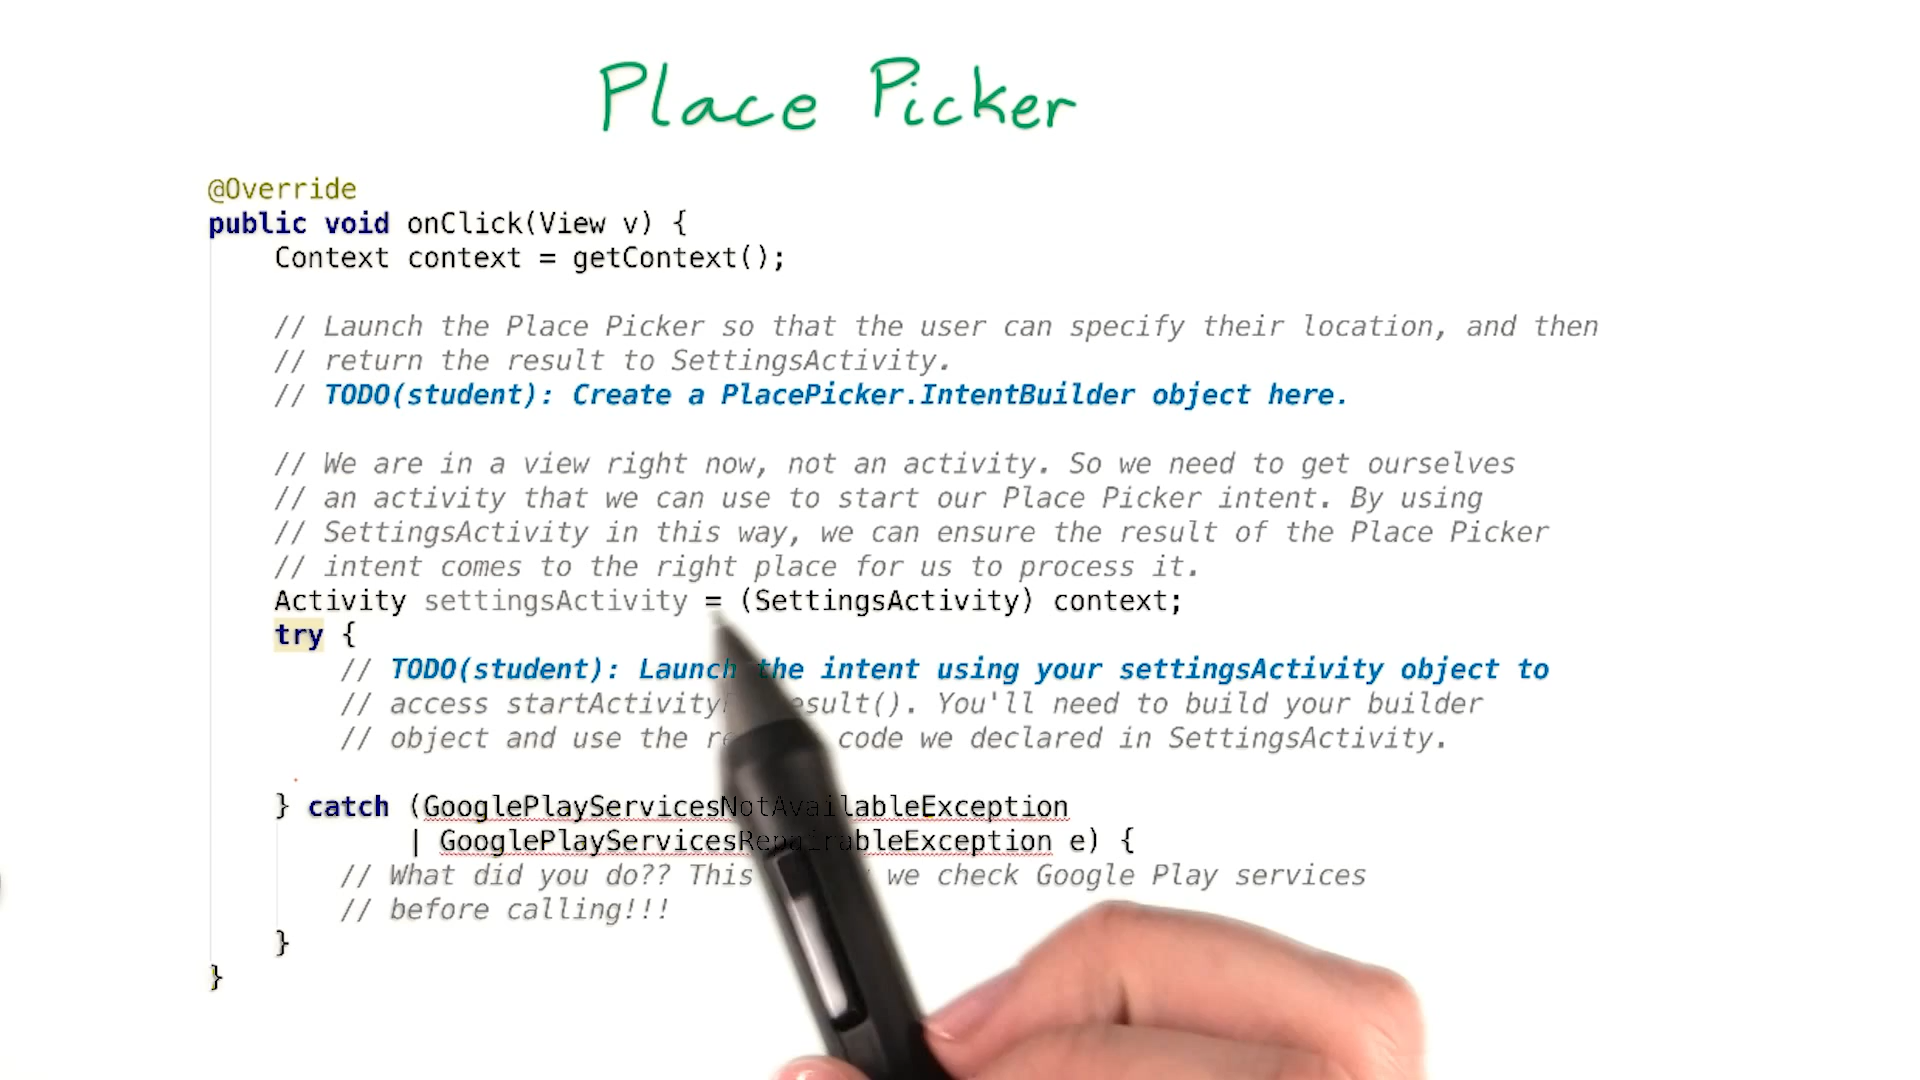 Place Picker
@Override
public void onClick(View v) {
Context context = getContext();
// Launch the Place Picker so that the user can specify their location, and then
// return the result to SettingsActivity.
// TODO(student): Create a PlacePicker.IntentBuilder object here.
// We are in a view right now, not an activity. So we need to get ourselves
// an activity that we can use to start our Place Picker intent. By using
// SettingsActivity in this way, we can ensure the result of the Place Picker
// intent comes to the right place for us to process it.
Activity settingsActivity = (SettingsActivity) context;
try {
// TODO(student): Launch the intent using your settingsActivity object to
// access You'll need to build your builder
// object and use the code we declared in SettingsActivity.
} catch (GooglePlayServicesNotAvailableException
| GooglePlayServicesRepairableException e) {
// What did you do?? This we check Google Play services
// before calling!!!
}
}